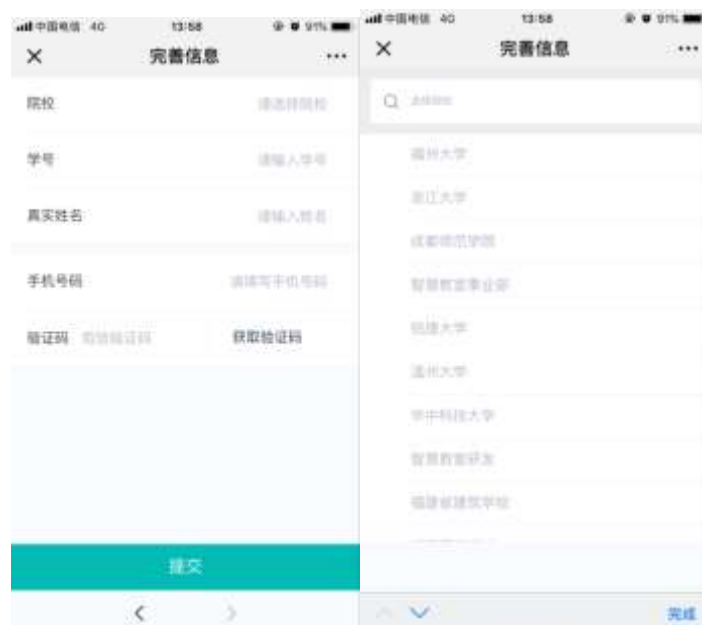 中国电信 4G 13:58 91%
完善信息
院校 请选择院校
学号 请输入学号
真实姓名 请输入姓名
手机号码 请填写手机号码
验证码 获取验证码
提交
中国电信 4G 13:58 91%
完善信息
选择院校
福州大学
浙江大学
成都师范学院
智慧教室事业部
福建大学
温州大学
华中科技大学
智慧教室研发
福建省建筑学校
完成